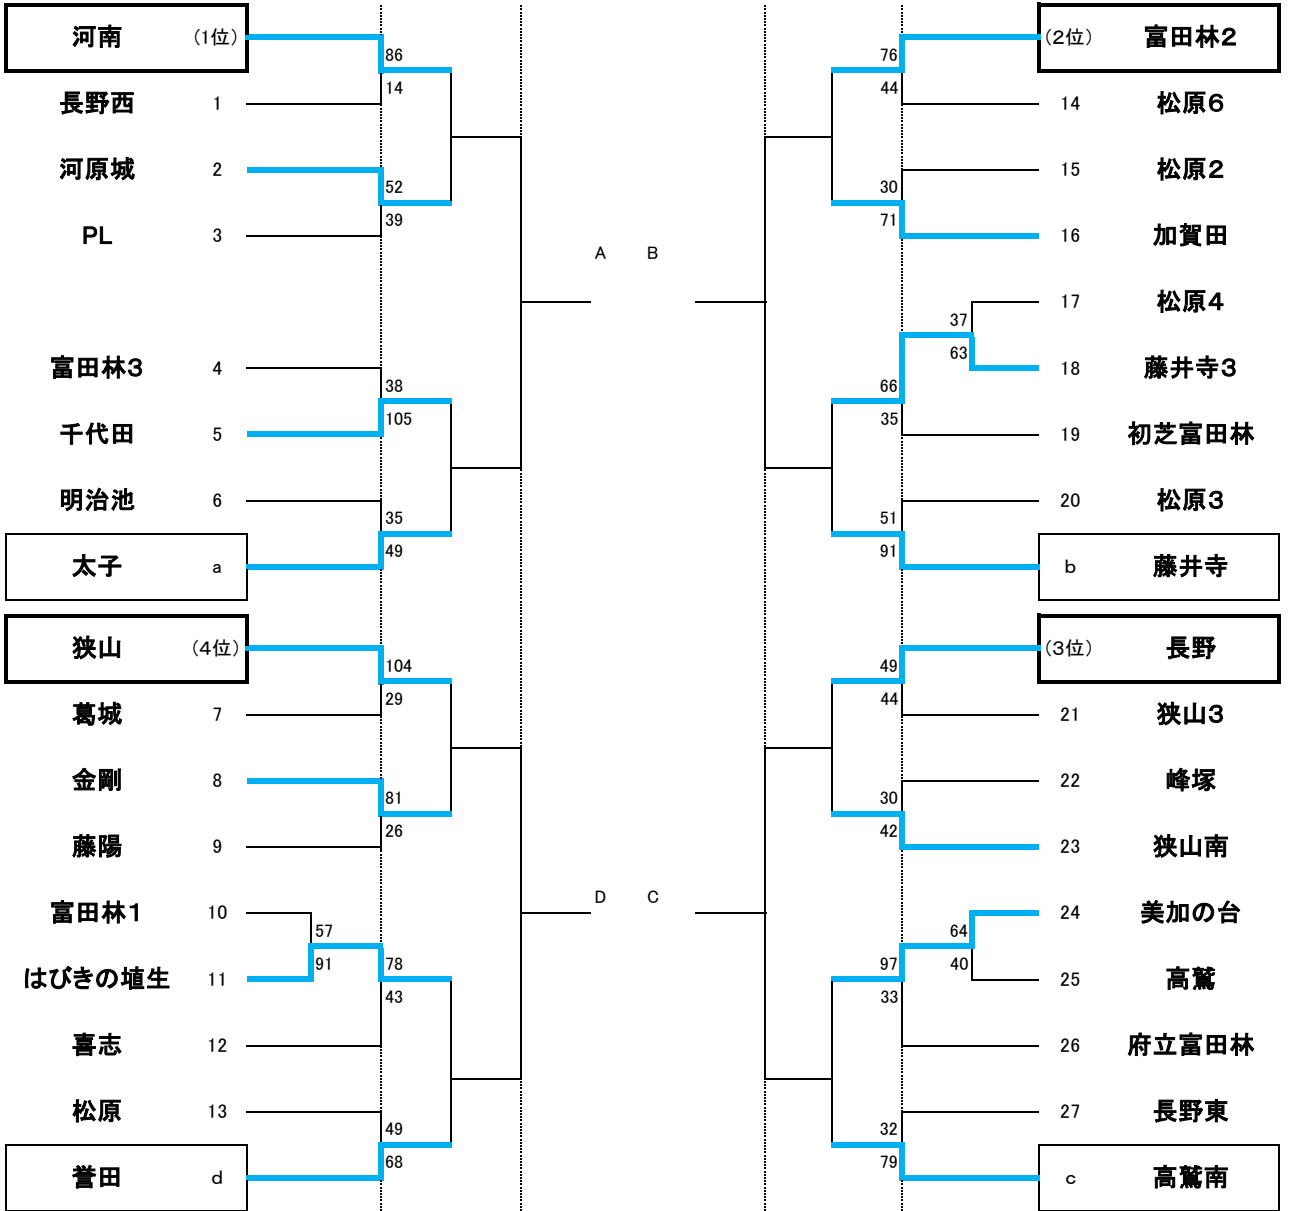 河南 （1位）
86
14
長野西 1
河原城 2
52
39
PL 3
富田林３ 4
38
105
千代田 5
明治池 6
35
49
太子 a
狭山 （4位）
104
29
葛城 7
金剛 8
81
26
藤陽 9
富田林１ 10
57
91
はびきの埴生 11
78
43
喜志 12
松原 13
49
68
誉田 d
A B
D C
（2位） 富田林２
76
44
14 松原６
15 松原２
30
71
16 加賀田
17 松原４
37
63
18 藤井寺３
66
35
19 初芝富田林
20 松原３
51
91
b 藤井寺
（3位） 長野
49
44
21 狭山３
22 峰塚
30
42
23 狭山南
24 美加の台
64
40
25 高鷲
97
33
26 府立富田林
27 長野東
32
79
c 高鷲南